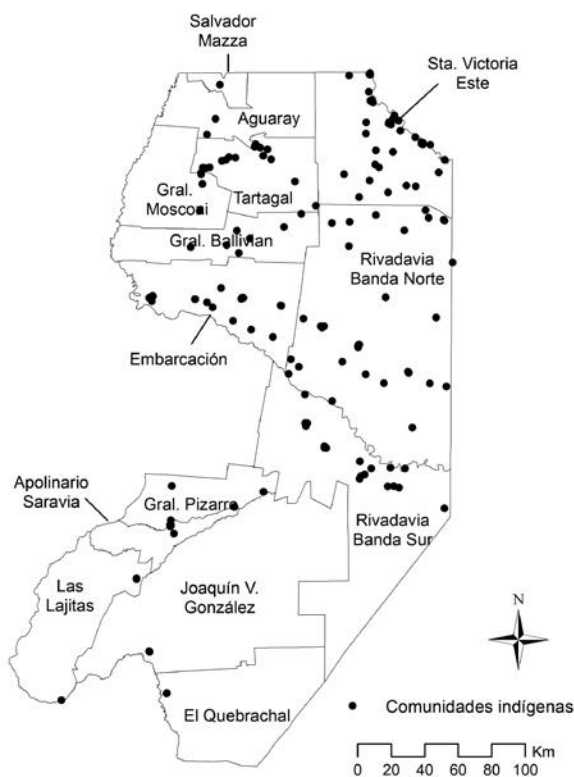 Salvador
Mazza
Sta. Victoria
Este
Aguaray
Gral.
Mosconi
Tartagal
Gral. Ballivian
Rivadavia
Banda Norte
Embarcación
Apolinario
Saravia
Gral. Pizarro
Rivadavia
Banda Sur
Las
Lajitas
Joaquín V.
González
N
El Quebrachal
Comunidades indígenas
Km
0 20 40 60 80 100